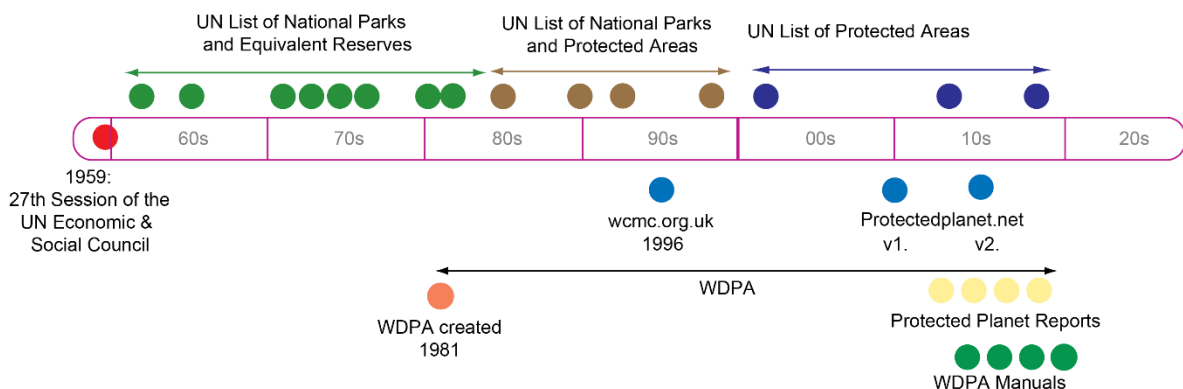 UN List of National Parks
and Equivalent Reserves
UN List of National Parks
and Protected Areas
UN List of Protected Areas
60s
70s
80s
90s
00s
10s
20s
1959:
27th Session of the
UN Economic &
Social Council
wcmc.org.uk
1996
Protectedplanet.net
v1.
v2.
WDPA
WDPA created
1981
Protected Planet Reports
WDPA Manuals